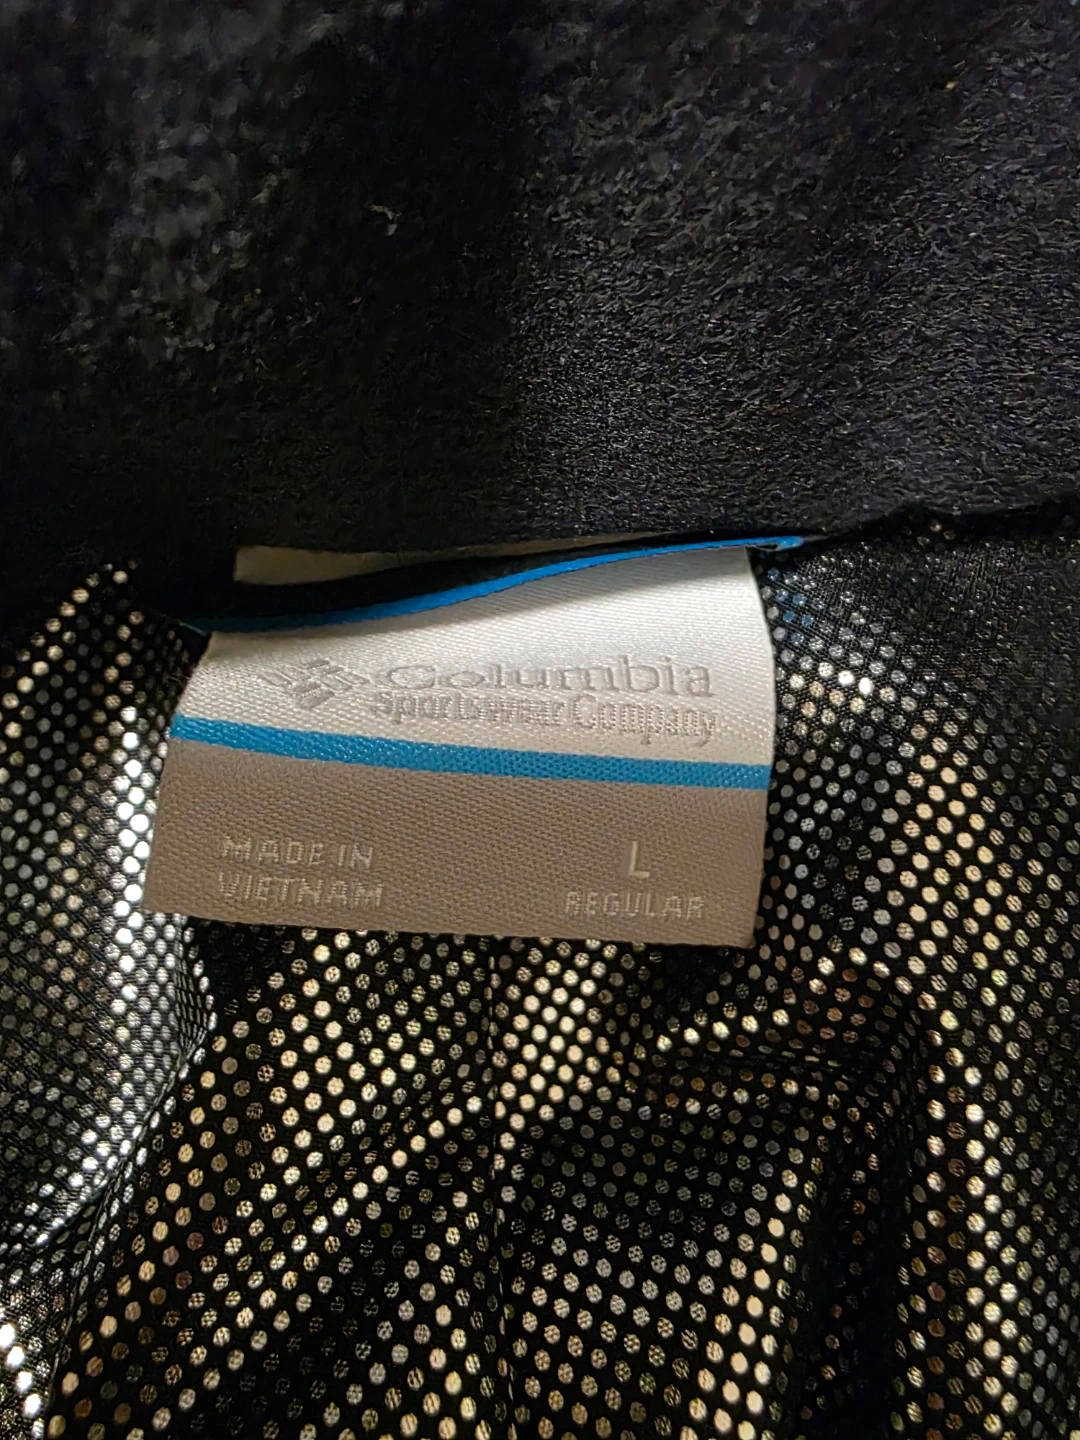 Columbia
Sportswear Company
MADE IN
VIETNAM
L
REGULAR